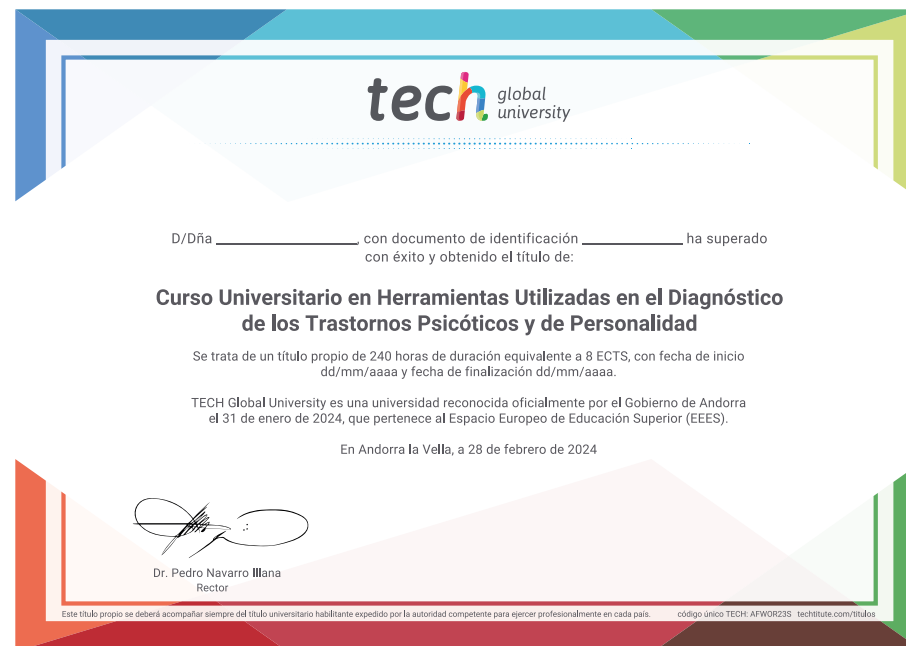 tech global university
D/Dña ____________________, con documento de identificación ______________ ha superado
con éxito y obtenido el título de:
Curso Universitario en Herramientas Utilizadas en el Diagnóstico
de los Trastornos Psicóticos y de Personalidad
Se trata de un título propio de 240 horas de duración equivalente a 8 ECTS, con fecha de inicio
dd/mm/aaaa y fecha de finalización dd/mm/aaaa.
TECH Global University es una universidad reconocida oficialmente por el Gobierno de Andorra
el 31 de enero de 2024, que pertenece al Espacio Europeo de Educación Superior (EEES).
En Andorra la Vella, a 28 de febrero de 2024
Dr. Pedro Navarro Illana
Rector
Este título propio se deberá acompañar siempre del título universitario habilitante expedido por la autoridad competente para ejercer profesionalmente en cada país. código único TECH: AFWOR23S techtitute.com/titulos